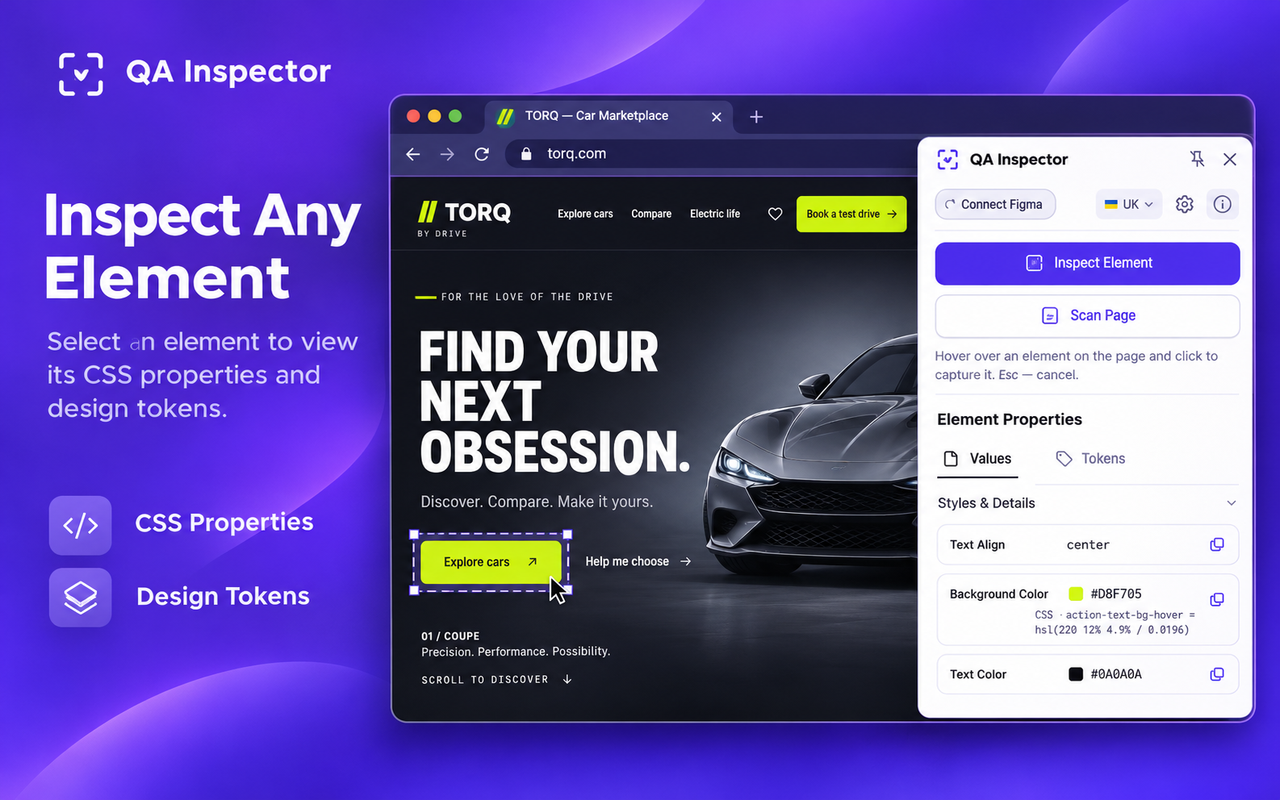 QA Inspector
Inspect Any
Element
Select an element to view
its CSS properties and
design tokens.
CSS Properties
Design Tokens
TORQ — Car Marketplace
torq.com
TORQ
BY DRIVE
Explore cars
Compare
Electric life
Book a test drive →
FOR THE LOVE OF THE DRIVE
FIND YOUR
NEXT
OBSESSION.
Discover. Compare. Make it yours.
Explore cars ↗
Help me choose →
01 / COUPE
Precision. Performance. Possibility.
SCROLL TO DISCOVER ↓
QA Inspector
Connect Figma
UK
Inspect Element
Scan Page
Hover over an element on the page and click to
capture it. Esc — cancel.
Element Properties
Values
Tokens
Styles & Details
Text Align
center
Background Color
#D8F705
CSS · action-text-bg-hover =
hsl(220 12% 4.9% / 0.0196)
Text Color
#0A0A0A